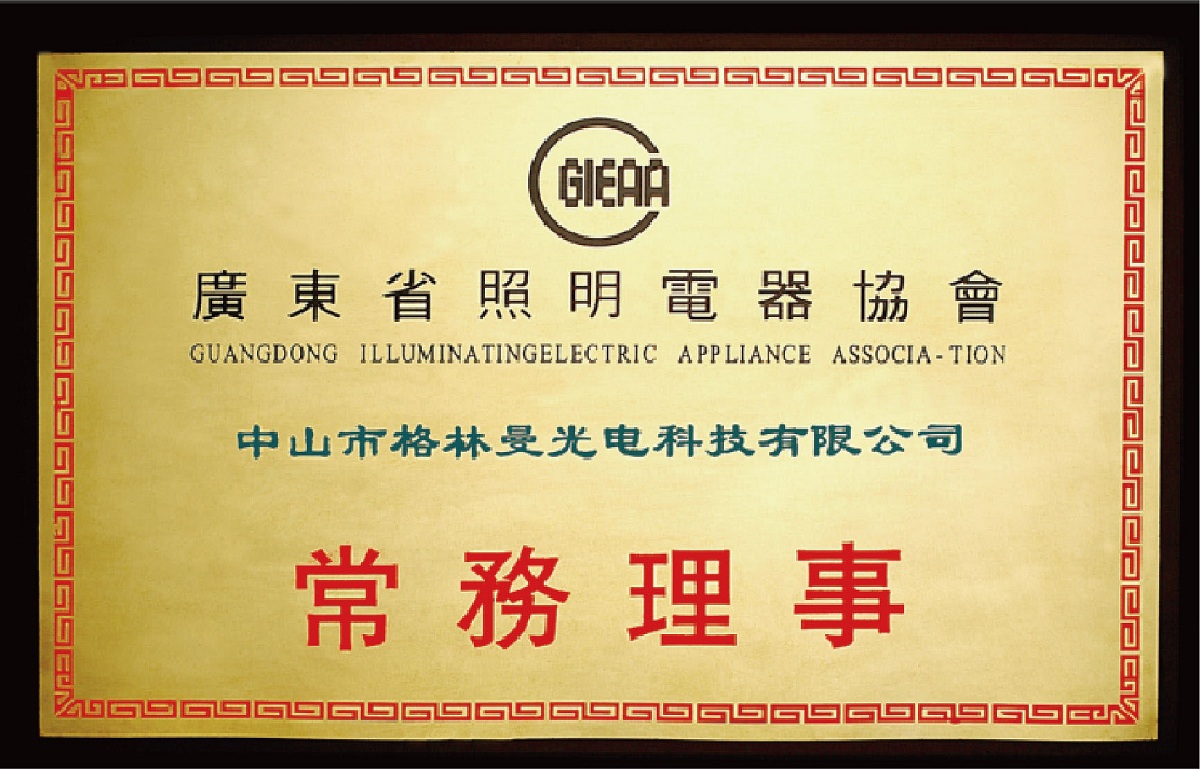 GIEAA
廣東省照明電器協會
GUANGDONG ILLUMINATINGELECTRIC APPLIANCE ASSOCIA-TION
中山市格林曼光电科技有限公司
常務理事